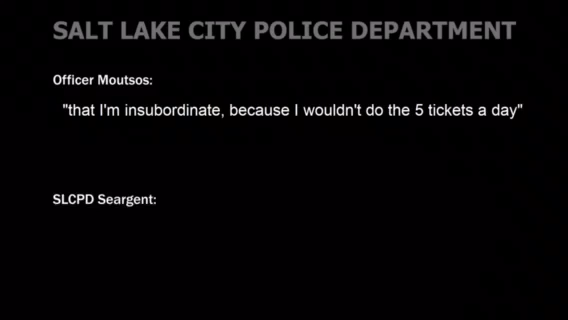 SALT LAKE CITY POLICE DEPARTMENT
Officer Moutsos:
"that I'm insubordinate, because I wouldn't do the 5 tickets a day"
SLCPD Seargent: